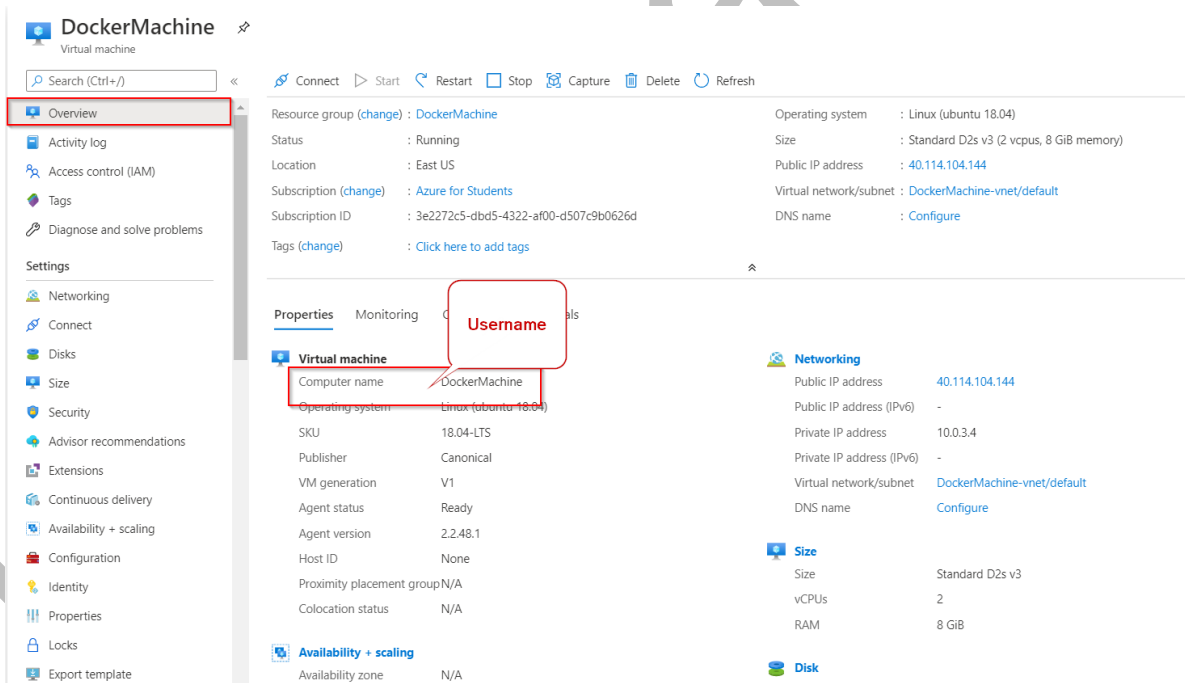 DockerMachine
Virtual machine
Search (Ctrl+/)
«
Overview
Activity log
Access control (IAM)
Tags
Diagnose and solve problems
Settings
Networking
Connect
Disks
Size
Security
Advisor recommendations
Extensions
Continuous delivery
Availability + scaling
Configuration
Identity
Properties
Locks
Export template
Connect Start Restart Stop Capture Delete Refresh
Resource group (change) : DockerMachine
Status : Running
Location : East US
Subscription (change) : Azure for Students
Subscription ID : 3e2272c5-dbd5-4322-af00-d507c9b0626d
Tags (change) : Click here to add tags
Operating system : Linux (ubuntu 18.04)
Size : Standard D2s v3 (2 vcpus, 8 GiB memory)
Public IP address : 40.114.104.144
Virtual network/subnet : DockerMachine-vnet/default
DNS name : Configure
Properties Monitoring
Username
Virtual machine
Computer name DockerMachine
Operating system Linux (ubuntu 18.04)
SKU 18.04-LTS
Publisher Canonical
VM generation V1
Agent status Ready
Agent version 2.2.48.1
Host ID None
Proximity placement group N/A
Colocation status N/A
Availability + scaling
Availability zone N/A
Networking
Public IP address 40.114.104.144
Public IP address (IPv6) -
Private IP address 10.0.3.4
Private IP address (IPv6) -
Virtual network/subnet DockerMachine-vnet/default
DNS name Configure
Size
Size Standard D2s v3
vCPUs 2
RAM 8 GiB
Disk